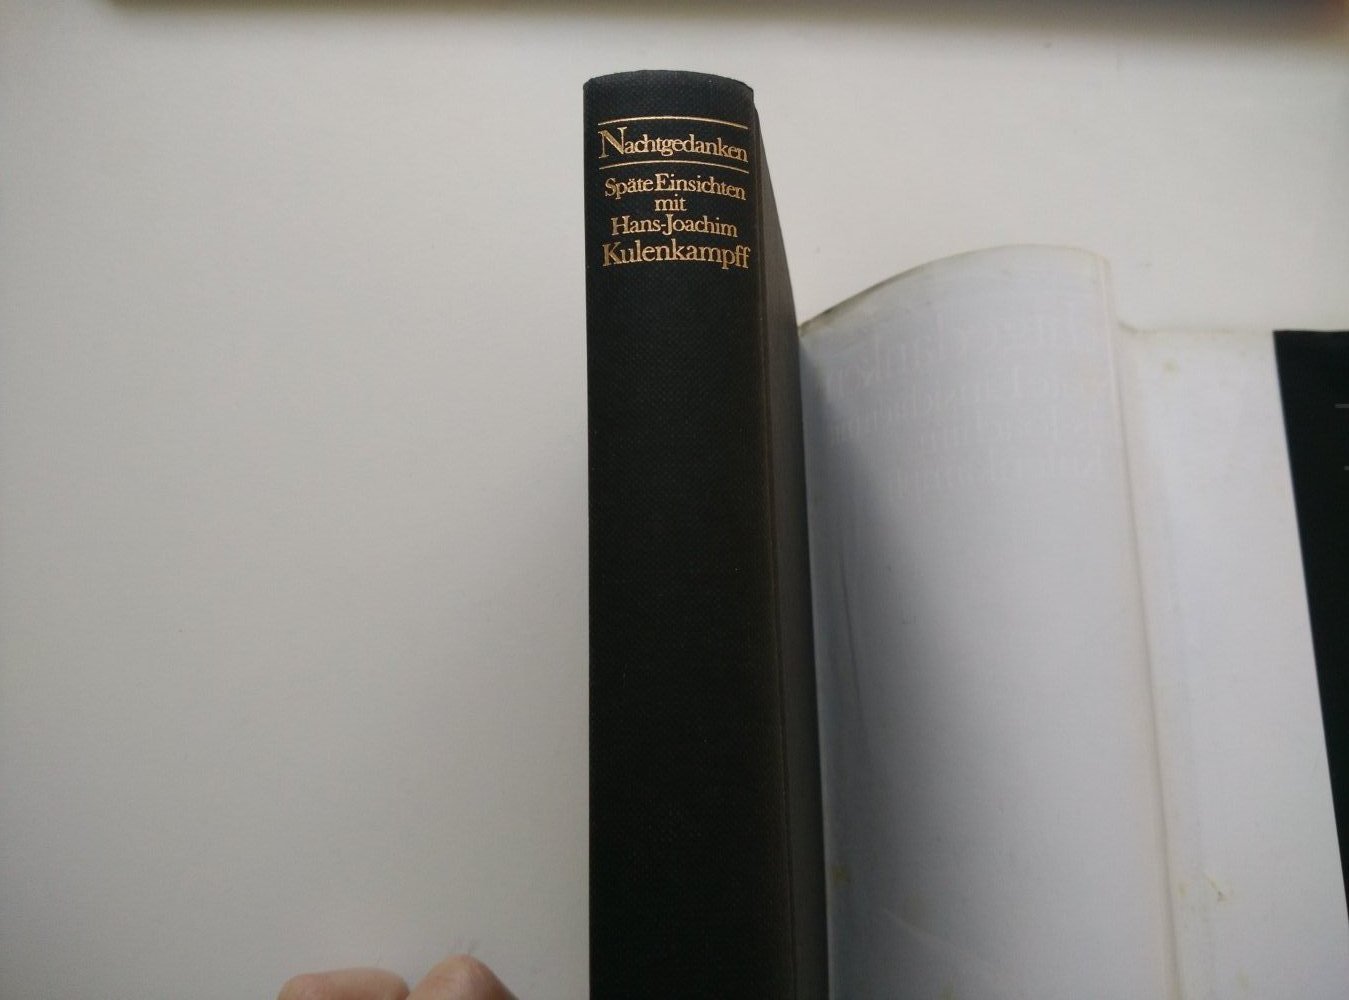 Nachtgedanken
Späte Einsichten
mit
Hans-Joachim
Kulenkampff